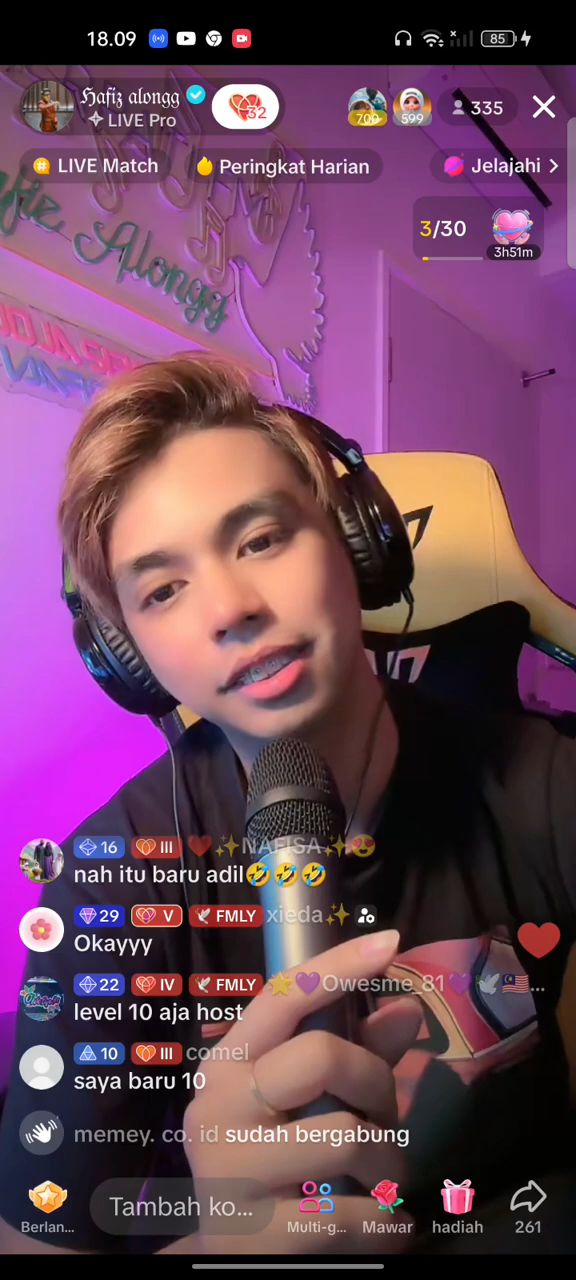 18.09
85
Hafiz alongg
LIVE Pro
32
700
599
335
LIVE Match
Peringkat Harian
Jelajahi
3/30
3h51m
Hafiz Alongg
16 III ❤️✨NAFISA✨😍
nah itu baru adil🤣🤣🤣
29 V FMLY xieda✨
Okayyy
22 IV FMLY 🌟💜Owesme_81💜🕊️🇲🇾...
level 10 aja host
10 III comel
saya baru 10
memey. co. id sudah bergabung
Berlan...
Tambah ko...
Multi-g...
Mawar
hadiah
261